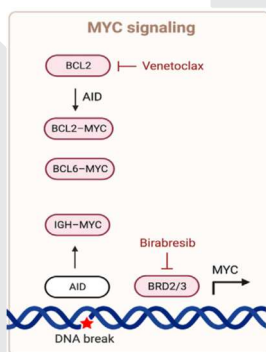 MYC signaling
BCL2
Venetoclax
AID
BCL2–MYC
BCL6–MYC
IGH–MYC
Birabresib
AID
BRD2/3
MYC
DNA break